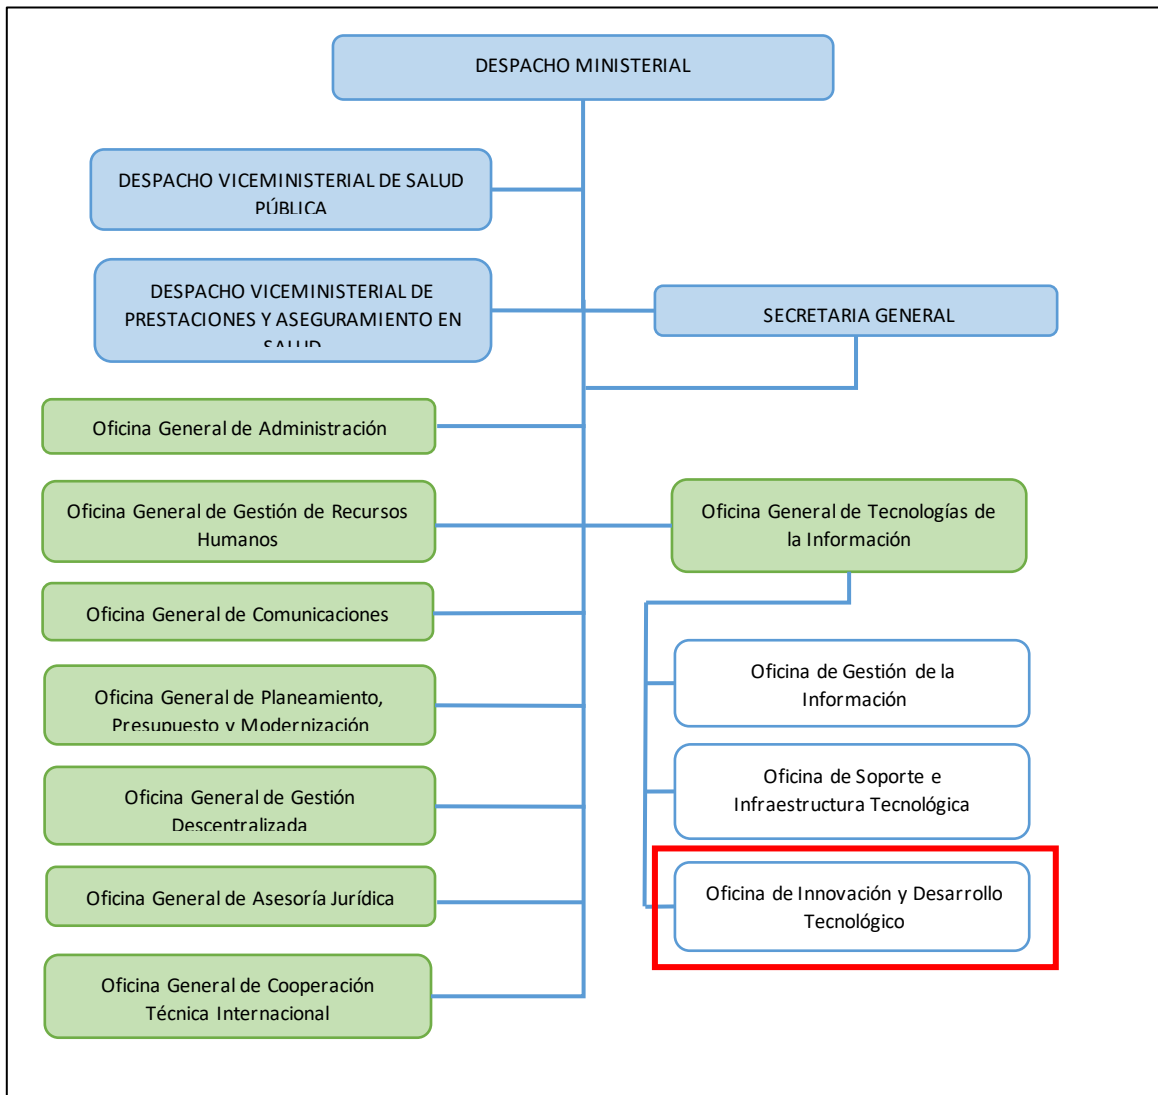 DESPACHO MINISTERIAL
DESPACHO VICEMINISTERIAL DE SALUD
PÚBLICA
DESPACHO VICEMINISTERIAL DE
PRESTACIONES Y ASEGURAMIENTO EN
SALUD
SECRETARIA GENERAL
Oficina General de Administración
Oficina General de Gestión de Recursos
Humanos
Oficina General de Tecnologías de
la Información
Oficina General de Comunicaciones
Oficina de Gestión de la
Información
Oficina General de Planeamiento,
Presupuesto y Modernización
Oficina de Soporte e
Infraestructura Tecnológica
Oficina General de Gestión
Descentralizada
Oficina de Innovación y Desarrollo
Tecnológico
Oficina General de Asesoría Jurídica
Oficina General de Cooperación
Técnica Internacional